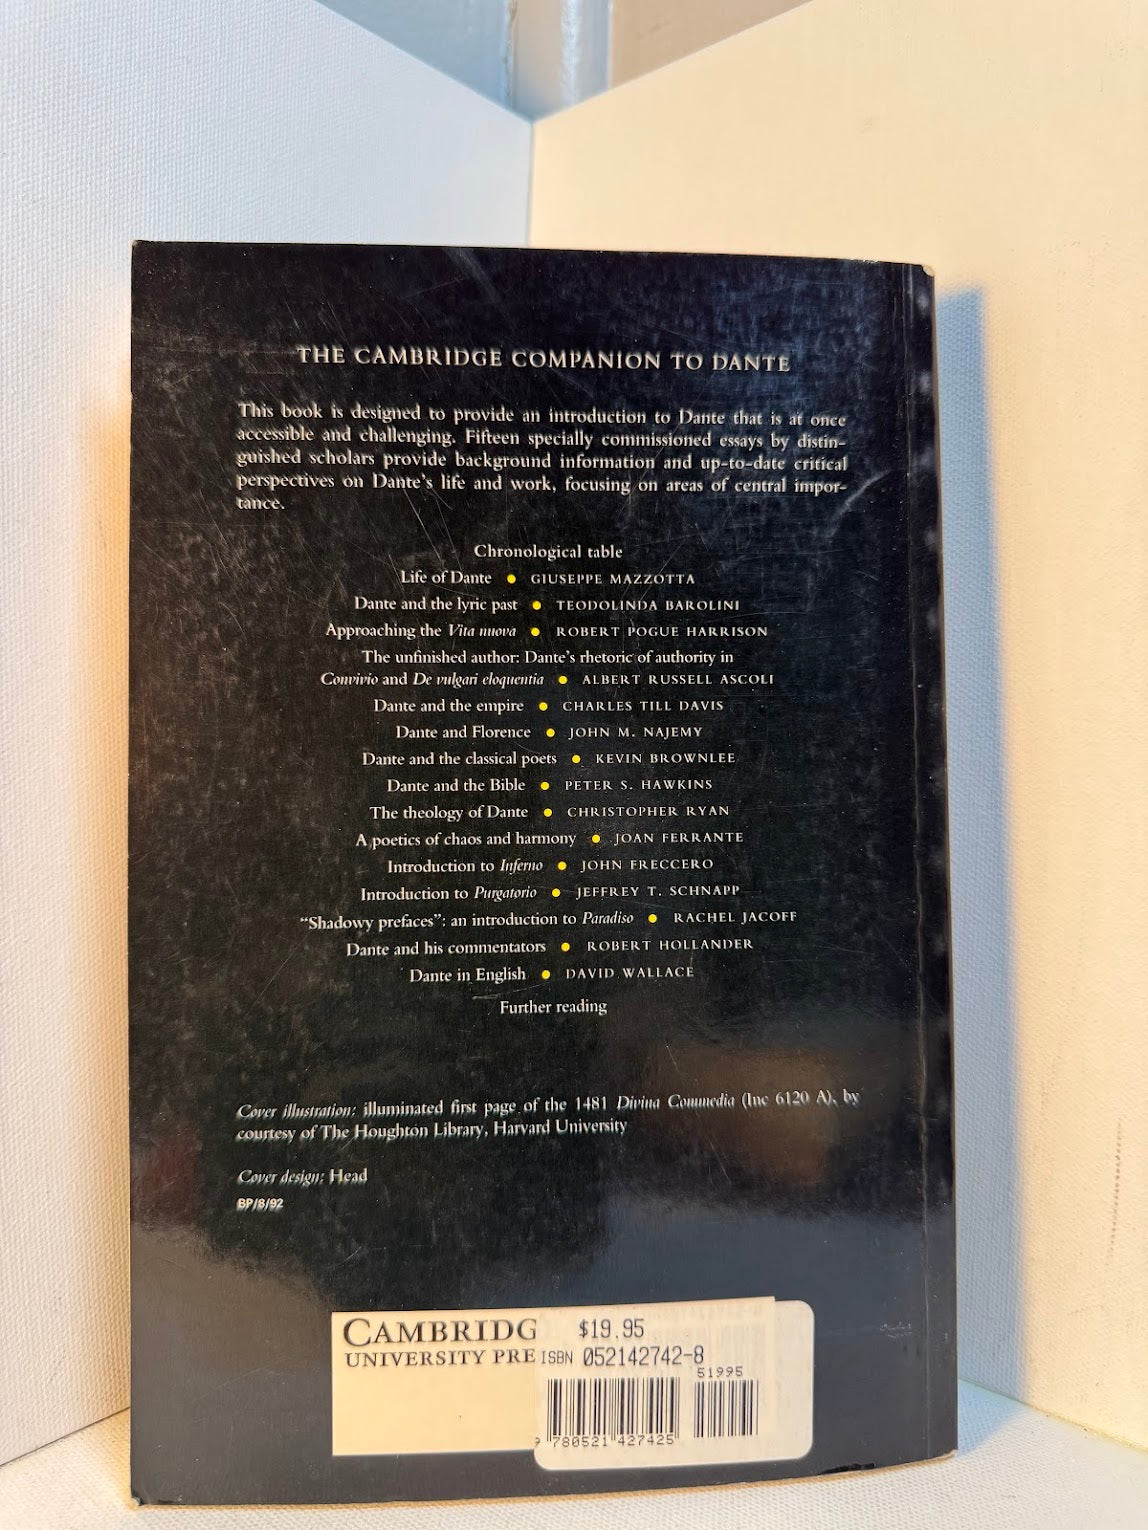 THE CAMBRIDGE COMPANION TO DANTE
This book is designed to provide an introduction to Dante that is at once
accessible and challenging. Fifteen specially commissioned essays by distin-
guished scholars provide background information and up-to-date critical
perspectives on Dante's life and work, focusing on areas of central impor-
tance.
Chronological table
Life of Dante • GIUSEPPE MAZZOTTA
Dante and the lyric past • TEODOLINDA BAROLINI
Approaching the Vita nuova • ROBERT POGUE HARRISON
The unfinished author: Dante's rhetoric of authority in
Convivio and De vulgari eloquentia • ALBERT RUSSELL ASCOLI
Dante and the empire • CHARLES TILL DAVIS
Dante and Florence • JOHN M. NAJEMY
Dante and the classical poets • KEVIN BROWNLEE
Dante and the Bible • PETER S. HAWKINS
The theology of Dante • CHRISTOPHER RYAN
A poetics of chaos and harmony • JOAN FERRANTE
Introduction to Inferno • JOHN FRECCERO
Introduction to Purgatorio • JEFFREY T. SCHNAPP
"Shadowy prefaces": an introduction to Paradiso • RACHEL JACOFF
Dante and his commentators • ROBERT HOLLANDER
Dante in English • DAVID WALLACE
Further reading
Cover illustration: illuminated first page of the 1481 Divina Commedia (Inc 6120 A), by
courtesy of The Houghton Library, Harvard University
Cover design: Head
BP/8/92
CAMBRIDG
UNIVERSITY PRE
$19.95
ISBN 052142742-8
51995
9 780521 427425